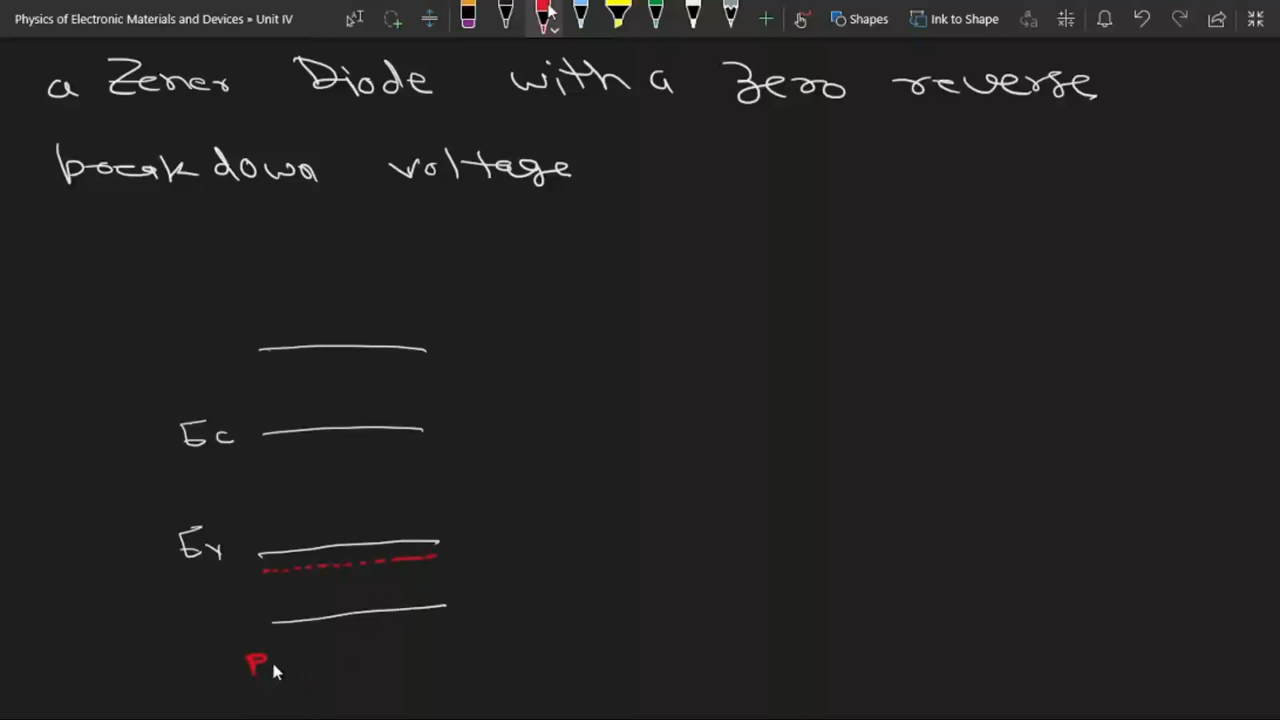 Physics of Electronic Materials and Devices » Unit IV
Shapes
Ink to Shape
a Zener Diode with a zero reverse
breakdown voltage
Ec
Ev
P